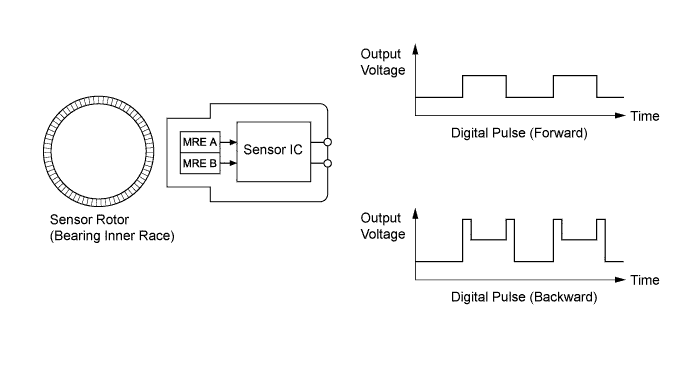 Output
Voltage
Time
Digital Pulse (Forward)
MRE A
MRE B
Sensor IC
Sensor Rotor
(Bearing Inner Race)
Output
Voltage
Time
Digital Pulse (Backward)